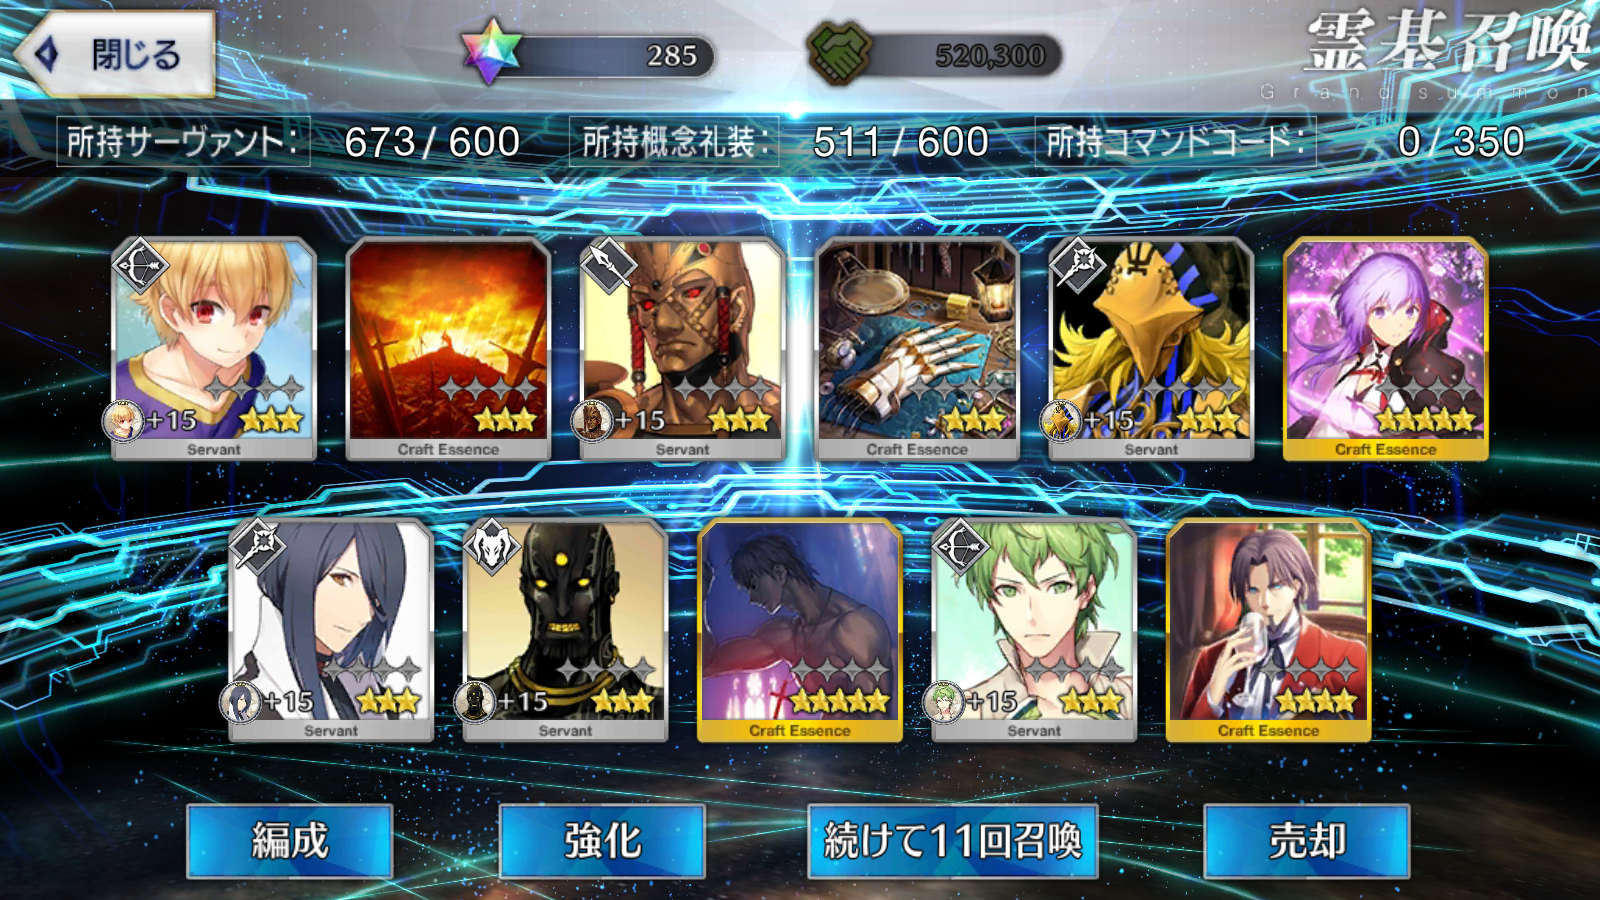 閉じる
285
520,300
霊基召喚
Grand summon
所持サーヴァント: 673 / 600
所持概念礼装: 511 / 600
所持コマンドコード: 0 / 350
+15
Servant
Craft Essence
+15
Servant
Craft Essence
+15
Servant
Craft Essence
+15
Servant
+15
Servant
Craft Essence
+15
Servant
Craft Essence
編成
強化
続けて11回召喚
売却